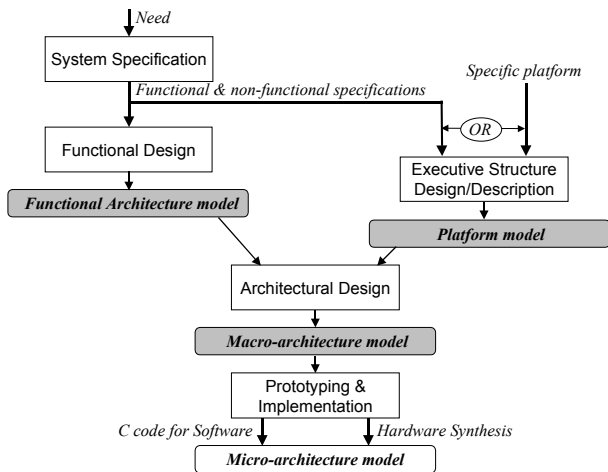 Need
System Specification
Functional & non-functional specifications
Specific platform
OR
Functional Design
Executive Structure
Design/Description
Functional Architecture model
Platform model
Architectural Design
Macro-architecture model
Prototyping &
Implementation
C code for Software
Hardware Synthesis
Micro-architecture model